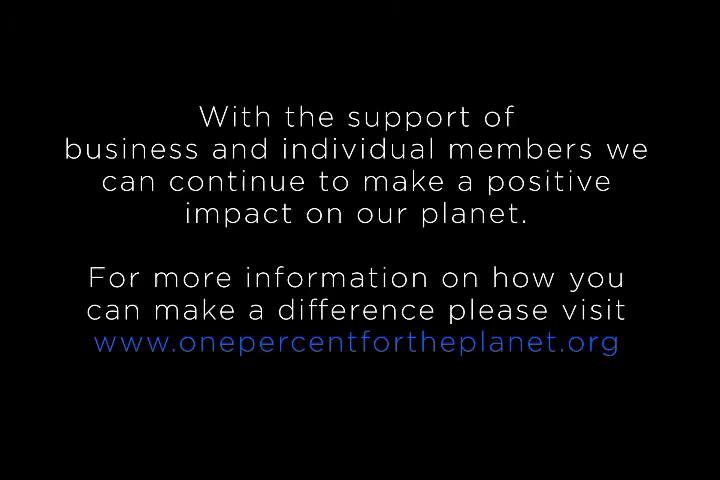 With the support of
business and individual members we
can continue to make a positive
impact on our planet.
For more information on how you
can make a difference please visit
www.onepercentfortheplanet.org